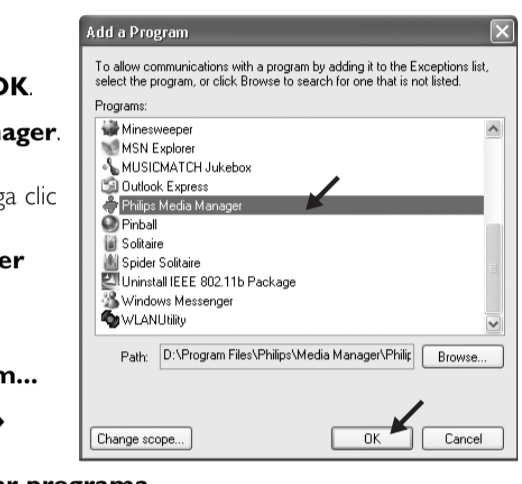 OK.
ager.
ga clic
er
m...
er programa
Add a Program
To allow communications with a program by adding it to the Exceptions list,
select the program, or click Browse to search for one that is not listed.
Programs:
Minesweeper
MSN Explorer
MUSICMATCH Jukebox
Outlook Express
Philips Media Manager
Pinball
Solitaire
Spider Solitaire
Uninstall IEEE 802.11b Package
Windows Messenger
WLANUtility
Path: D:\Program Files\Philips\Media Manager\Philip Browse...
Change scope... OK Cancel